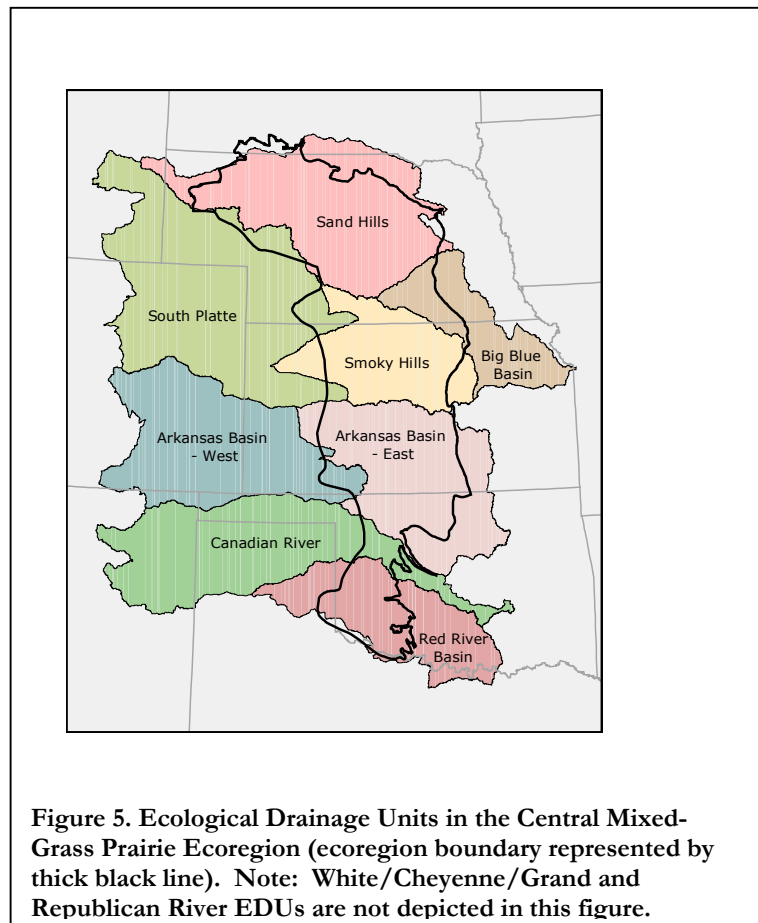 Sand Hills
South Platte
Smoky Hills
Big Blue
Basin
Arkansas Basin
- West
Arkansas Basin
- East
Canadian River
Red River
Basin
Figure 5. Ecological Drainage Units in the Central Mixed-
Grass Prairie Ecoregion (ecoregion boundary represented by
thick black line). Note: White/Cheyenne/Grand and
Republican River EDUs are not depicted in this figure.